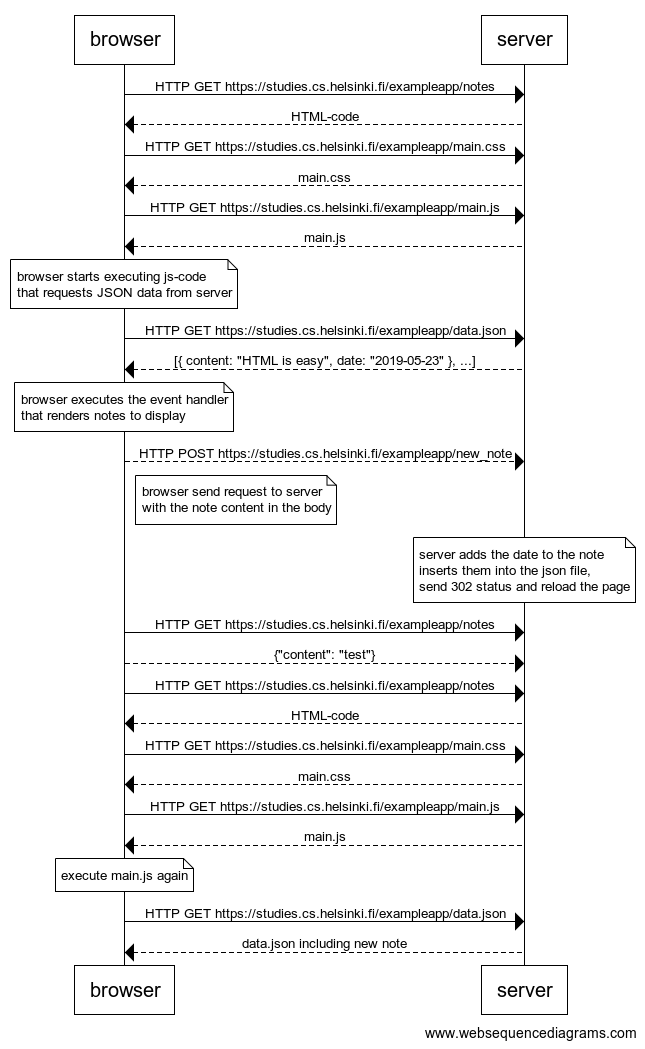 browser server
HTTP GET https://studies.cs.helsinki.fi/exampleapp/notes
HTML-code
HTTP GET https://studies.cs.helsinki.fi/exampleapp/main.css
main.css
HTTP GET https://studies.cs.helsinki.fi/exampleapp/main.js
main.js
browser starts executing js-code
that requests JSON data from server
HTTP GET https://studies.cs.helsinki.fi/exampleapp/data.json
[{ content: "HTML is easy", date: "2019-05-23" }, ...]
browser executes the event handler
that renders notes to display
HTTP POST https://studies.cs.helsinki.fi/exampleapp/new_note
browser send request to server
with the note content in the body
server adds the date to the note
inserts them into the json file,
send 302 status and reload the page
HTTP GET https://studies.cs.helsinki.fi/exampleapp/notes
{"content": "test"}
HTTP GET https://studies.cs.helsinki.fi/exampleapp/notes
HTML-code
HTTP GET https://studies.cs.helsinki.fi/exampleapp/main.css
main.css
HTTP GET https://studies.cs.helsinki.fi/exampleapp/main.js
main.js
execute main.js again
HTTP GET https://studies.cs.helsinki.fi/exampleapp/data.json
data.json including new note
browser server
www.websequencediagrams.com